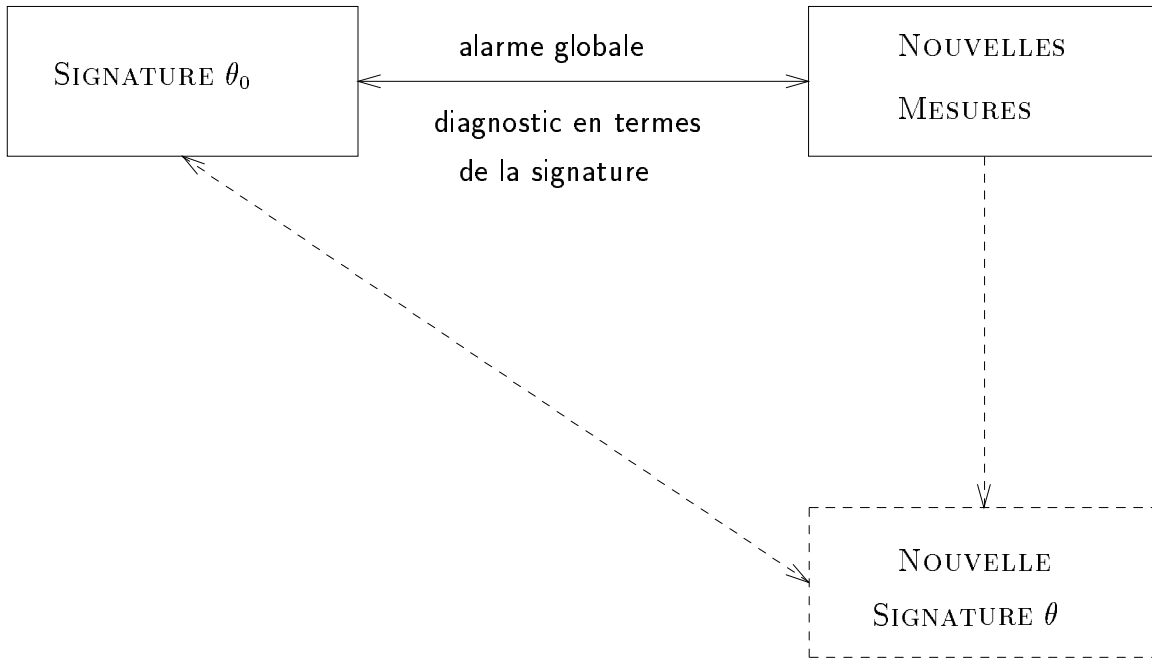 SIGNATURE θ₀
alarme globale
diagnostic en termes
de la signature
NOUVELLES
MESURES
NOUVELLE
SIGNATURE θ